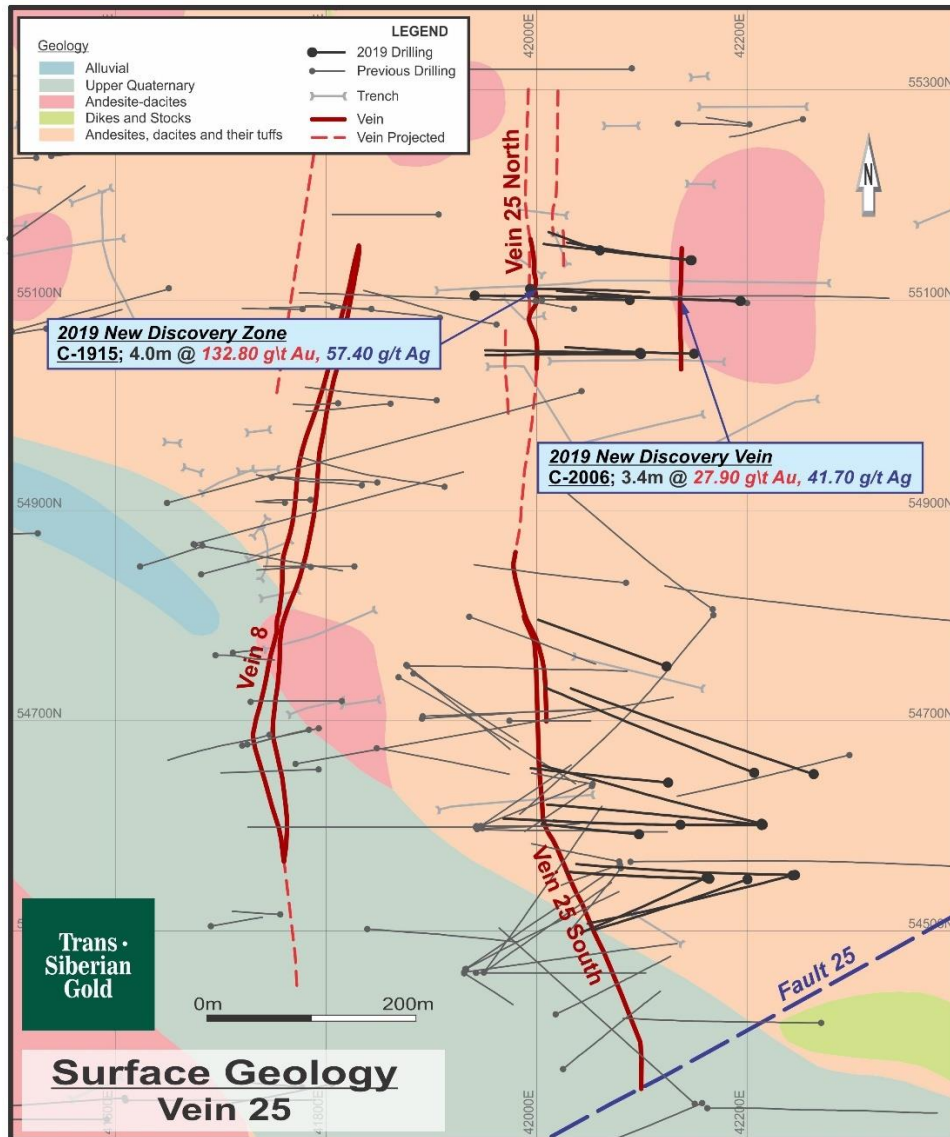 LEGEND
Geology
Alluvial
Upper Quaternary
Andesite-dacites
Dikes and Stocks
Andesites, dacites and their tuffs
2019 Drilling
Previous Drilling
Trench
Vein
Vein Projected
42000E
42200E
55300N
55300N
N
Vein 25 North
55100N
55100N
2019 New Discovery Zone
C-1915; 4.0m @ 132.80 g\t Au, 57.40 g/t Ag
2019 New Discovery Vein
C-2006; 3.4m @ 27.90 g\t Au, 41.70 g/t Ag
54900N
54900N
Vein 8
54700N
54700N
Vein 25 South
54500N
Fault 25
Trans·
Siberian
Gold
0m
200m
Surface Geology
Vein 25
41800E
42000E
42200E